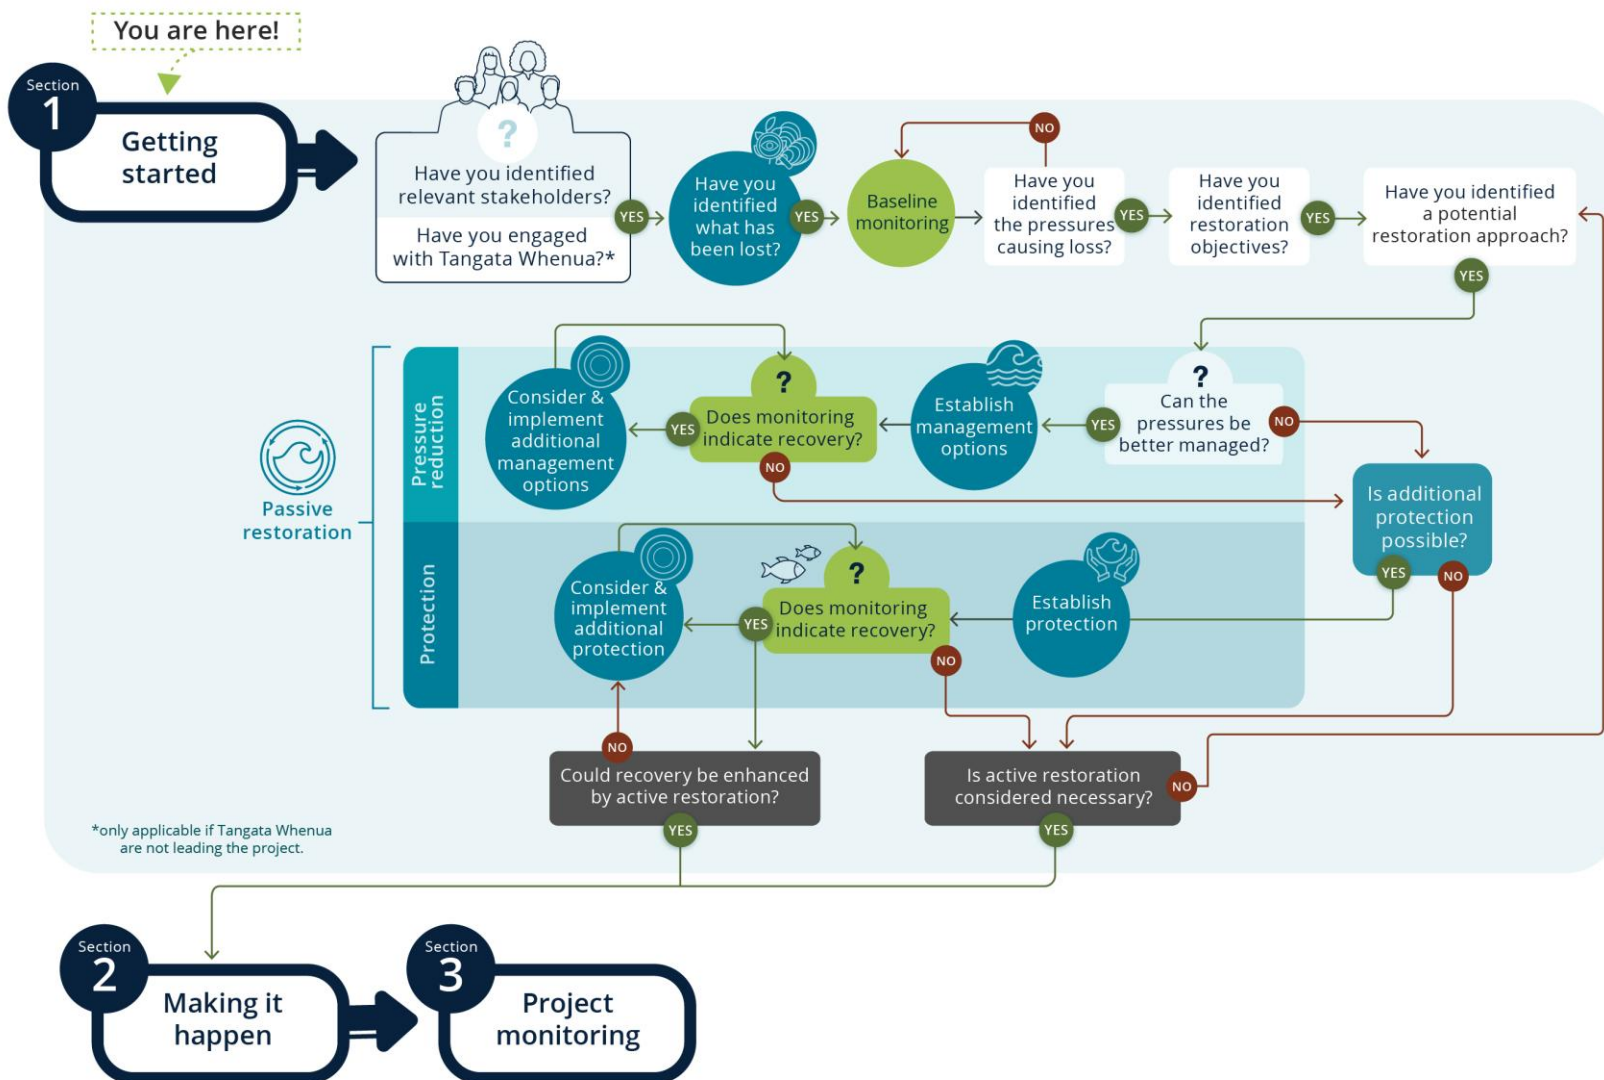 You are here!
Section
1
Getting
started
?
Have you identified
relevant stakeholders?
Have you engaged
with Tangata Whenua?*
YES
Have you
identified
what has
been lost?
YES
Baseline
monitoring
NO
Have you
identified
the pressures
causing loss?
YES
Have you
identified
restoration
objectives?
YES
Have you identified
a potential
restoration approach?
YES
Passive
restoration
Pressure
reduction
Consider &
implement
additional
management
options
YES
?
Does monitoring
indicate recovery?
NO
Establish
management
options
YES
?
Can the
pressures be
better managed?
NO
Is additional
protection
possible?
YES
NO
Protection
Consider &
implement
additional
protection
YES
?
Does monitoring
indicate recovery?
NO
Establish
protection
NO
Could recovery be enhanced
by active restoration?
YES
Is active restoration
considered necessary?
NO
YES
*only applicable if Tangata Whenua
are not leading the project.
Section
2
Making it
happen
Section
3
Project
monitoring